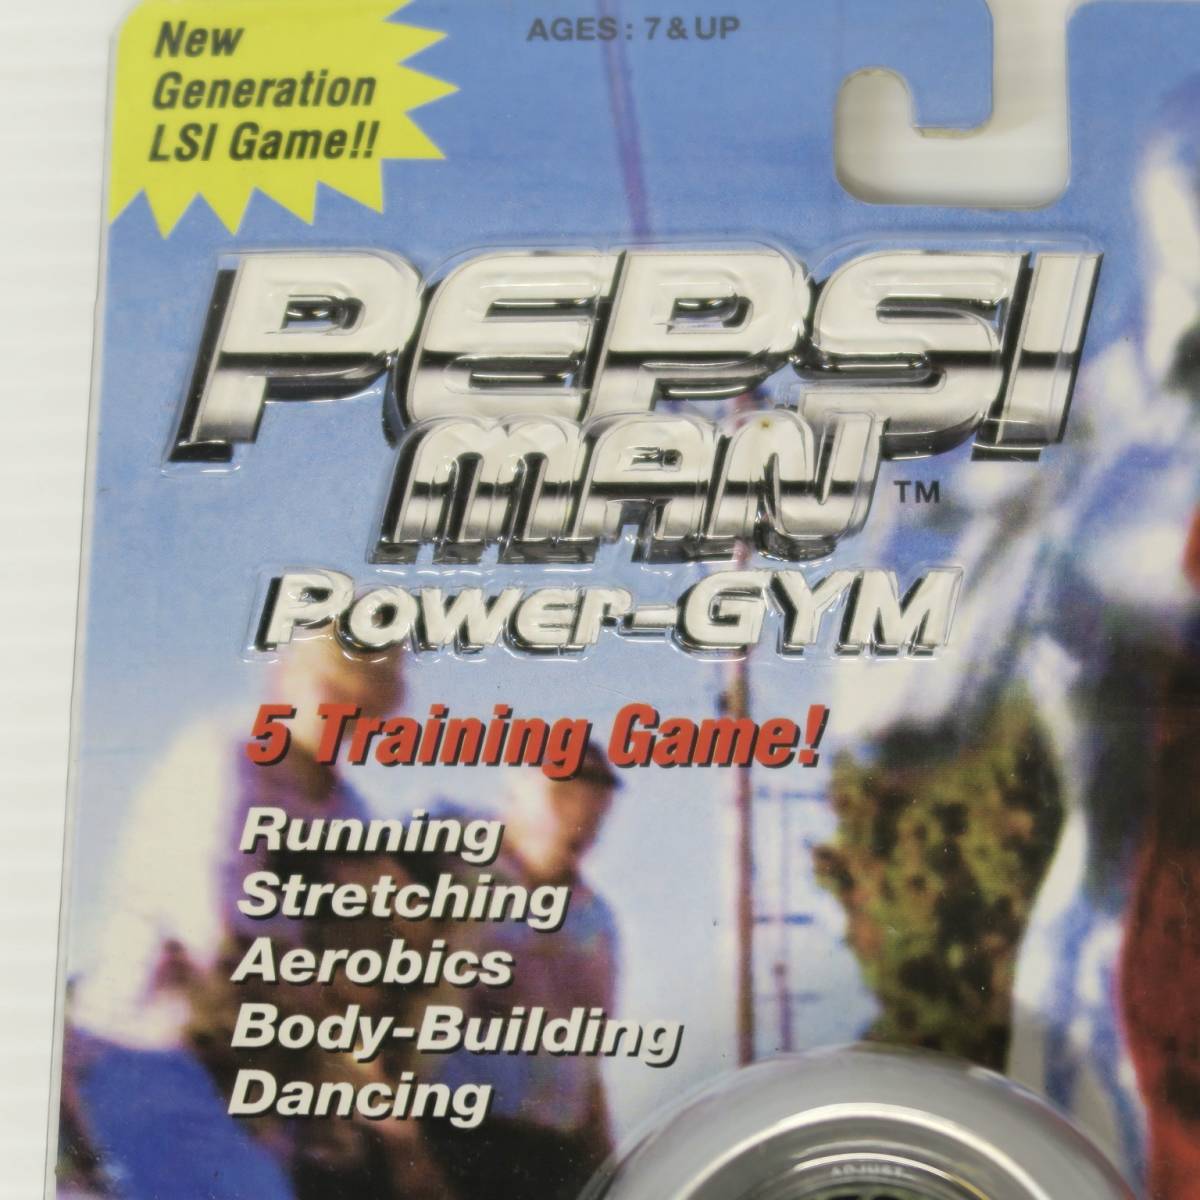 New
Generation
LSI Game!!
AGES : 7 & UP
PEPSI
MAN TM
Power-GYM
5 Training Game!
Running
Stretching
Aerobics
Body-Building
Dancing
ADJUST